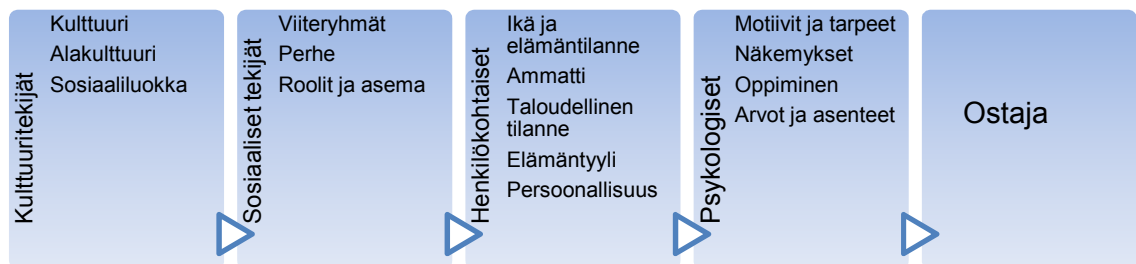 Kulttuuritekijät
Kulttuuri
Alakulttuuri
Sosiaaliluokka
Sosiaaliset tekijät
Viiteryhmät
Perhe
Roolit ja asema
Henkilökohtaiset
Ikä ja
elämäntilanne
Ammatti
Taloudellinen
tilanne
Elämäntyyli
Persoonallisuus
Psykologiset
Motiivit ja tarpeet
Näkemykset
Oppiminen
Arvot ja asenteet
Ostaja